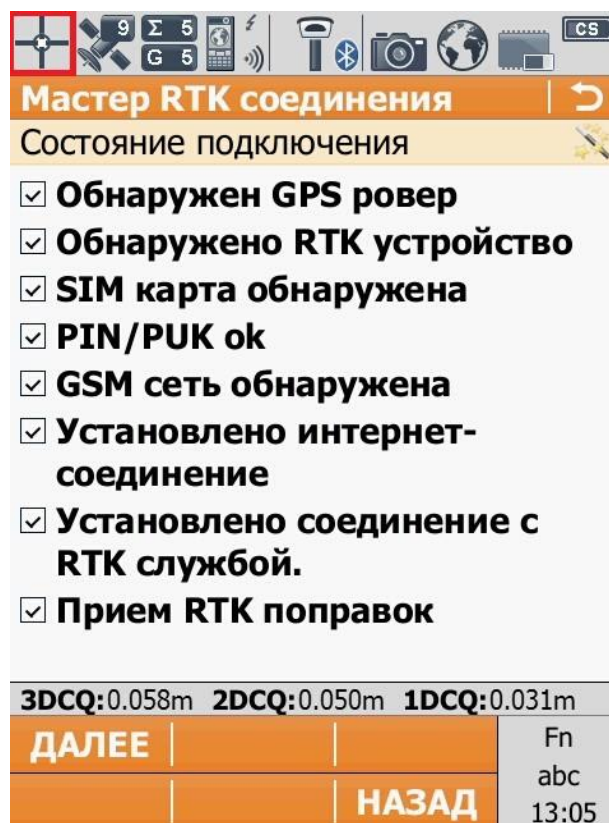 9 Σ 5 CS
G 5
Мастер RTK соединения
Состояние подключения
Обнаружен GPS ровер
Обнаружено RTK устройство
SIM карта обнаружена
PIN/PUK ok
GSM сеть обнаружена
Установлено интернет-
соединение
Установлено соединение с
RTK службой.
Прием RTK поправок
3DCQ:0.058m 2DCQ:0.050m 1DCQ:0.031m
ДАЛЕЕ Fn
abc
НАЗАД 13:05